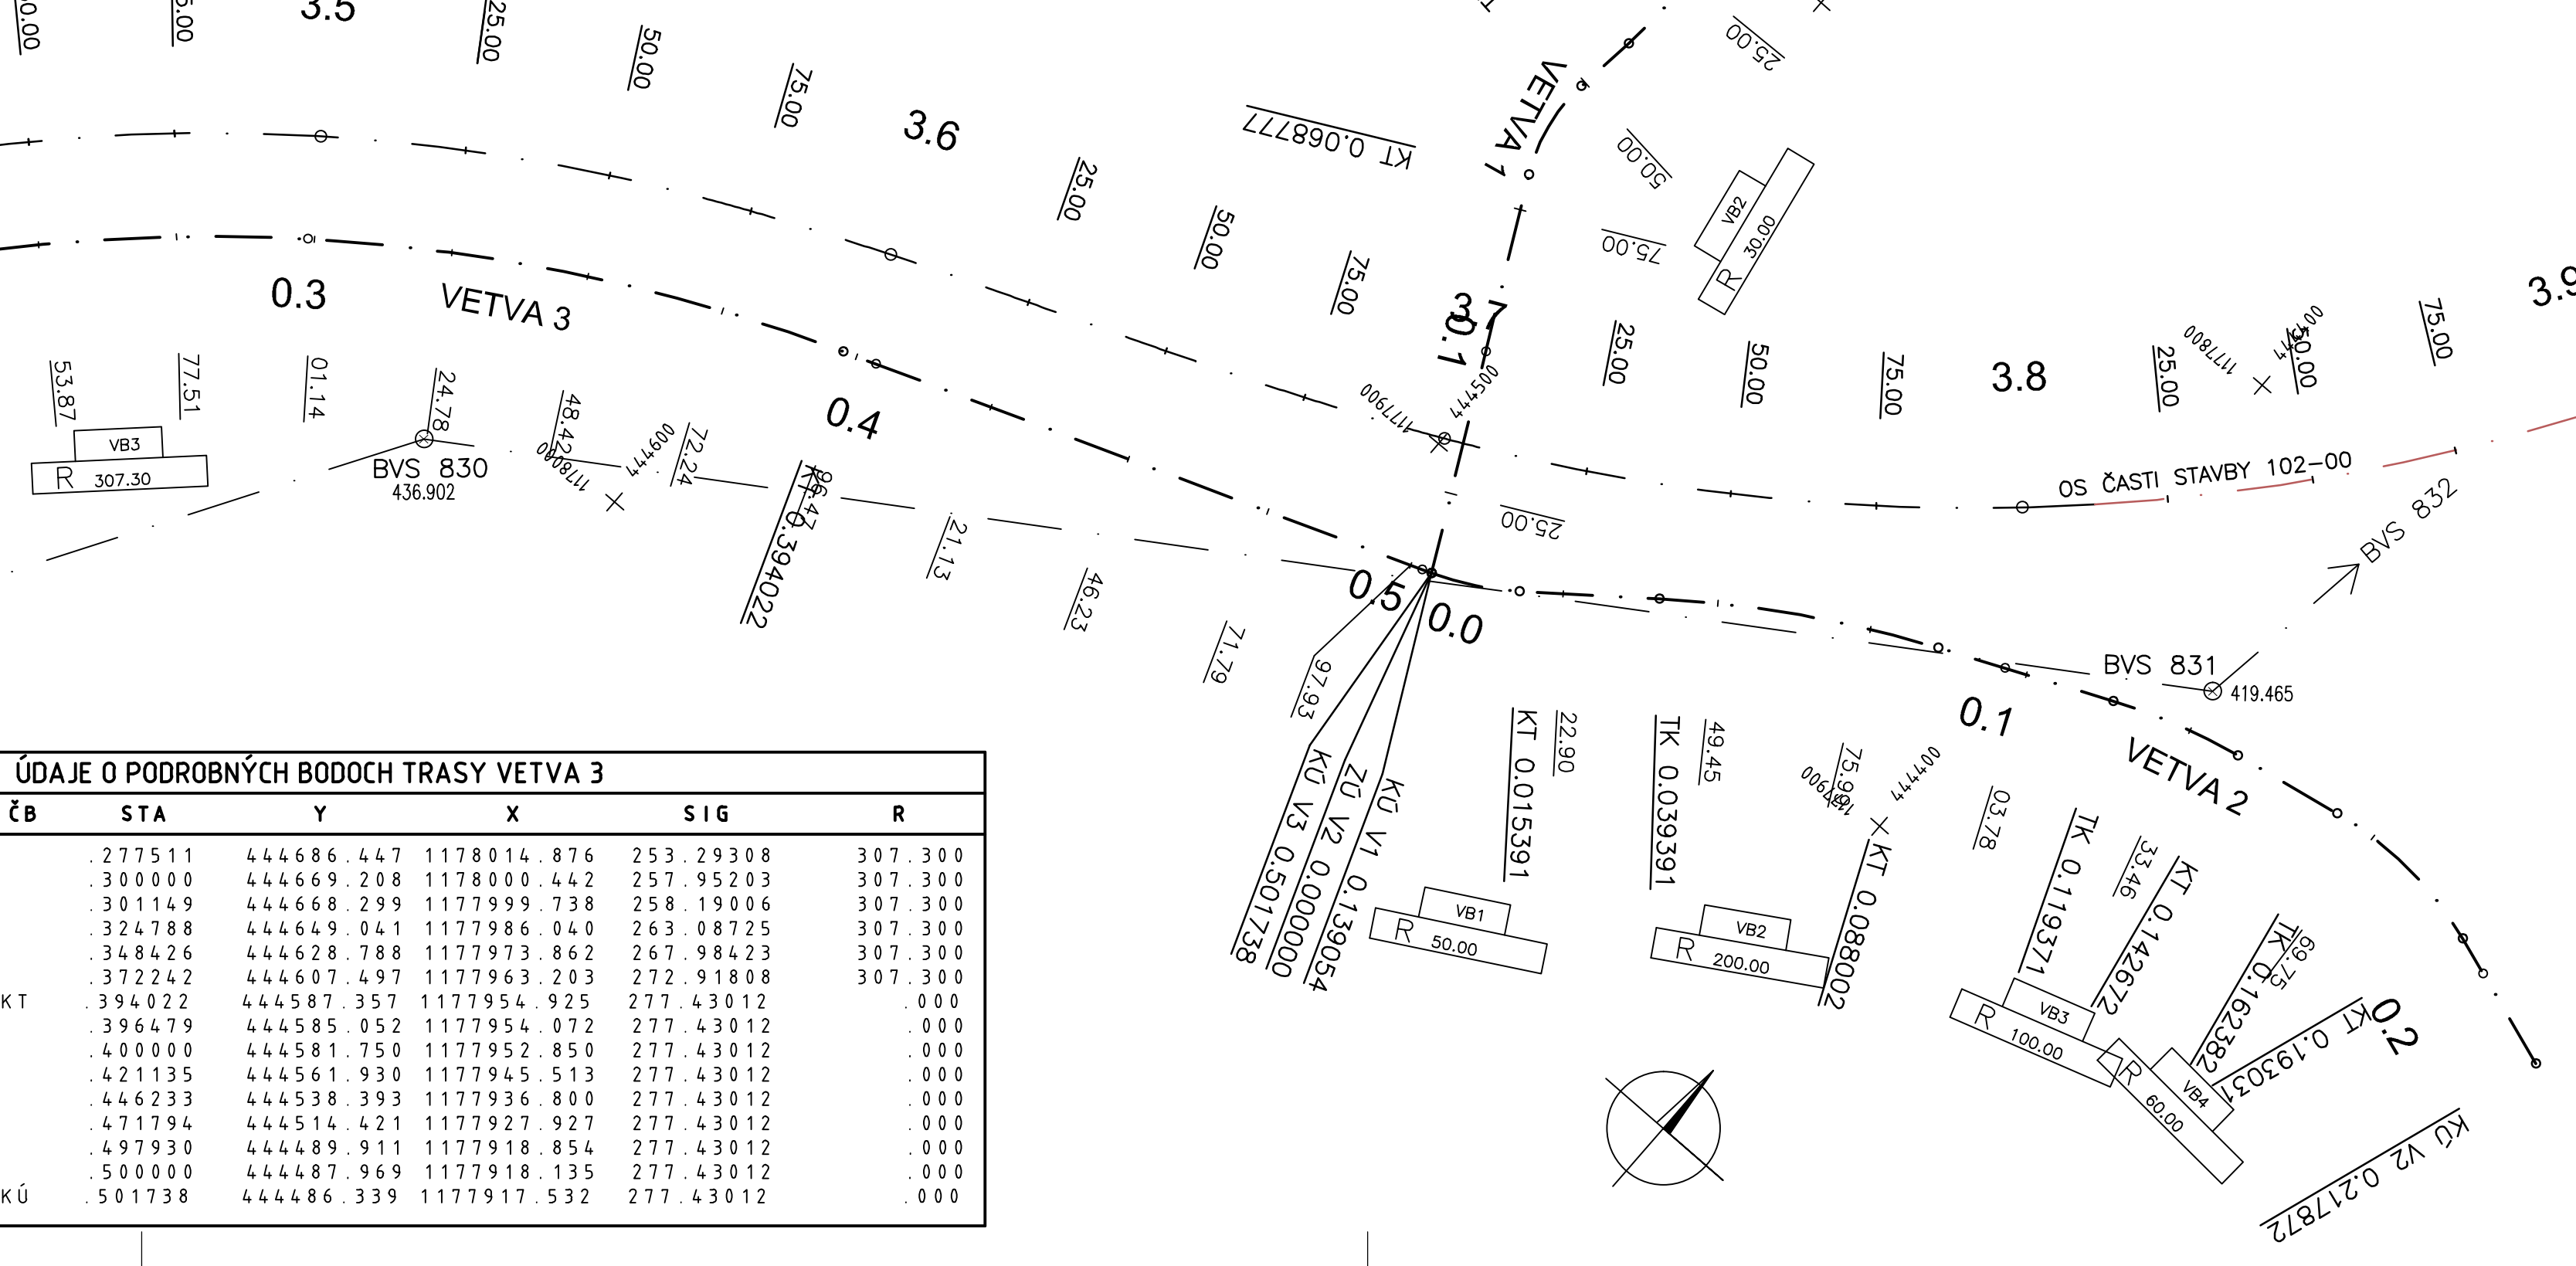 3.5
25.00
50.00
75.00
3.6
25.00
50.00
75.00
KT 0.068777
VETVA 1
25.00
50.00
75.00
VB2
R 30.00
3.7
0.1
25.00
50.00
75.00
3.8
25.00
50.00
75.00
3.9
1177800
444400
1177900
444500
0.3
VETVA 3
0.4
53.87
77.51
01.14
24.78
48.42
72.24
96.47
21.13
46.23
71.79
97.93
VB3
R 307.30
BVS 830
436.902
1178000
444600
KT 0.394022
25.00
OS ČASTI STAVBY 102-00
BVS 832
0.5
0.0
BVS 831
419.465
0.1
VETVA 2
KÚ V3 0.501738
ZÚ V2 0.000000
KÚ V1 0.139054
KT 0.015391
22.90
TK 0.039391
49.45
75.99
1177900
444400
KT 0.088002
03.78
TK 0.119371
33.46
KT 0.142672
TK 0.162382
69.75
KT 0.193031
0.2
KÚ V2 0.217872
VB1
R 50.00
VB2
R 200.00
VB3
R 100.00
VB4
R 60.00
ÚDAJE O PODROBNÝCH BODOCH TRASY VETVA 3
ČB STA Y X SIG R
.277511 444686.447 1178014.876 253.29308 307.300
.300000 444669.208 1178000.442 257.95203 307.300
.301149 444668.299 1177999.738 258.19006 307.300
.324788 444649.041 1177986.040 263.08725 307.300
.348426 444628.788 1177973.862 267.98423 307.300
.372242 444607.497 1177963.203 272.91808 307.300
KT .394022 444587.357 1177954.925 277.43012 .000
.396479 444585.052 1177954.072 277.43012 .000
.400000 444581.750 1177952.850 277.43012 .000
.421135 444561.930 1177945.513 277.43012 .000
.446233 444538.393 1177936.800 277.43012 .000
.471794 444514.421 1177927.927 277.43012 .000
.497930 444489.911 1177918.854 277.43012 .000
.500000 444487.969 1177918.135 277.43012 .000
KÚ .501738 444486.339 1177917.532 277.43012 .000